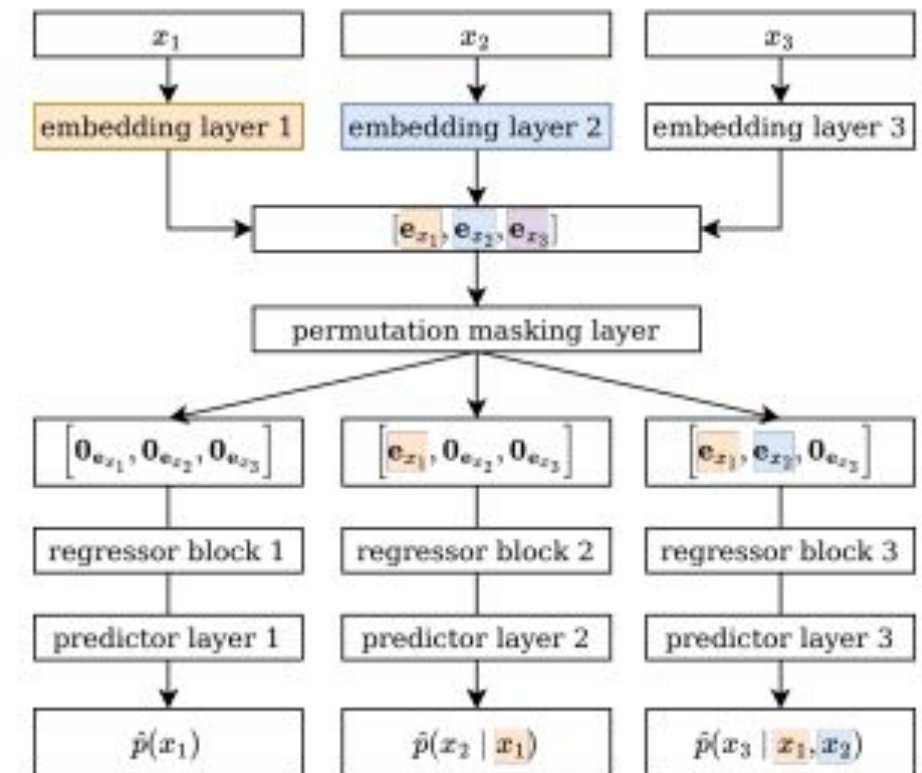 x₁ x₂ x₃
embedding layer 1 embedding layer 2 embedding layer 3
[𝐞ₓ₁, 𝐞ₓ₂, 𝐞ₓ₃]
permutation masking layer
[𝟎𝐞ₓ₁, 𝟎𝐞ₓ₂, 𝟎𝐞ₓ₃] [𝐞ₓ₁, 𝟎𝐞ₓ₂, 𝟎𝐞ₓ₃] [𝐞ₓ₁, 𝐞ₓ₂, 𝟎𝐞ₓ₃]
regressor block 1 regressor block 2 regressor block 3
predictor layer 1 predictor layer 2 predictor layer 3
p̂(x₁) p̂(x₂ | x₁) p̂(x₃ | x₁, x₂)